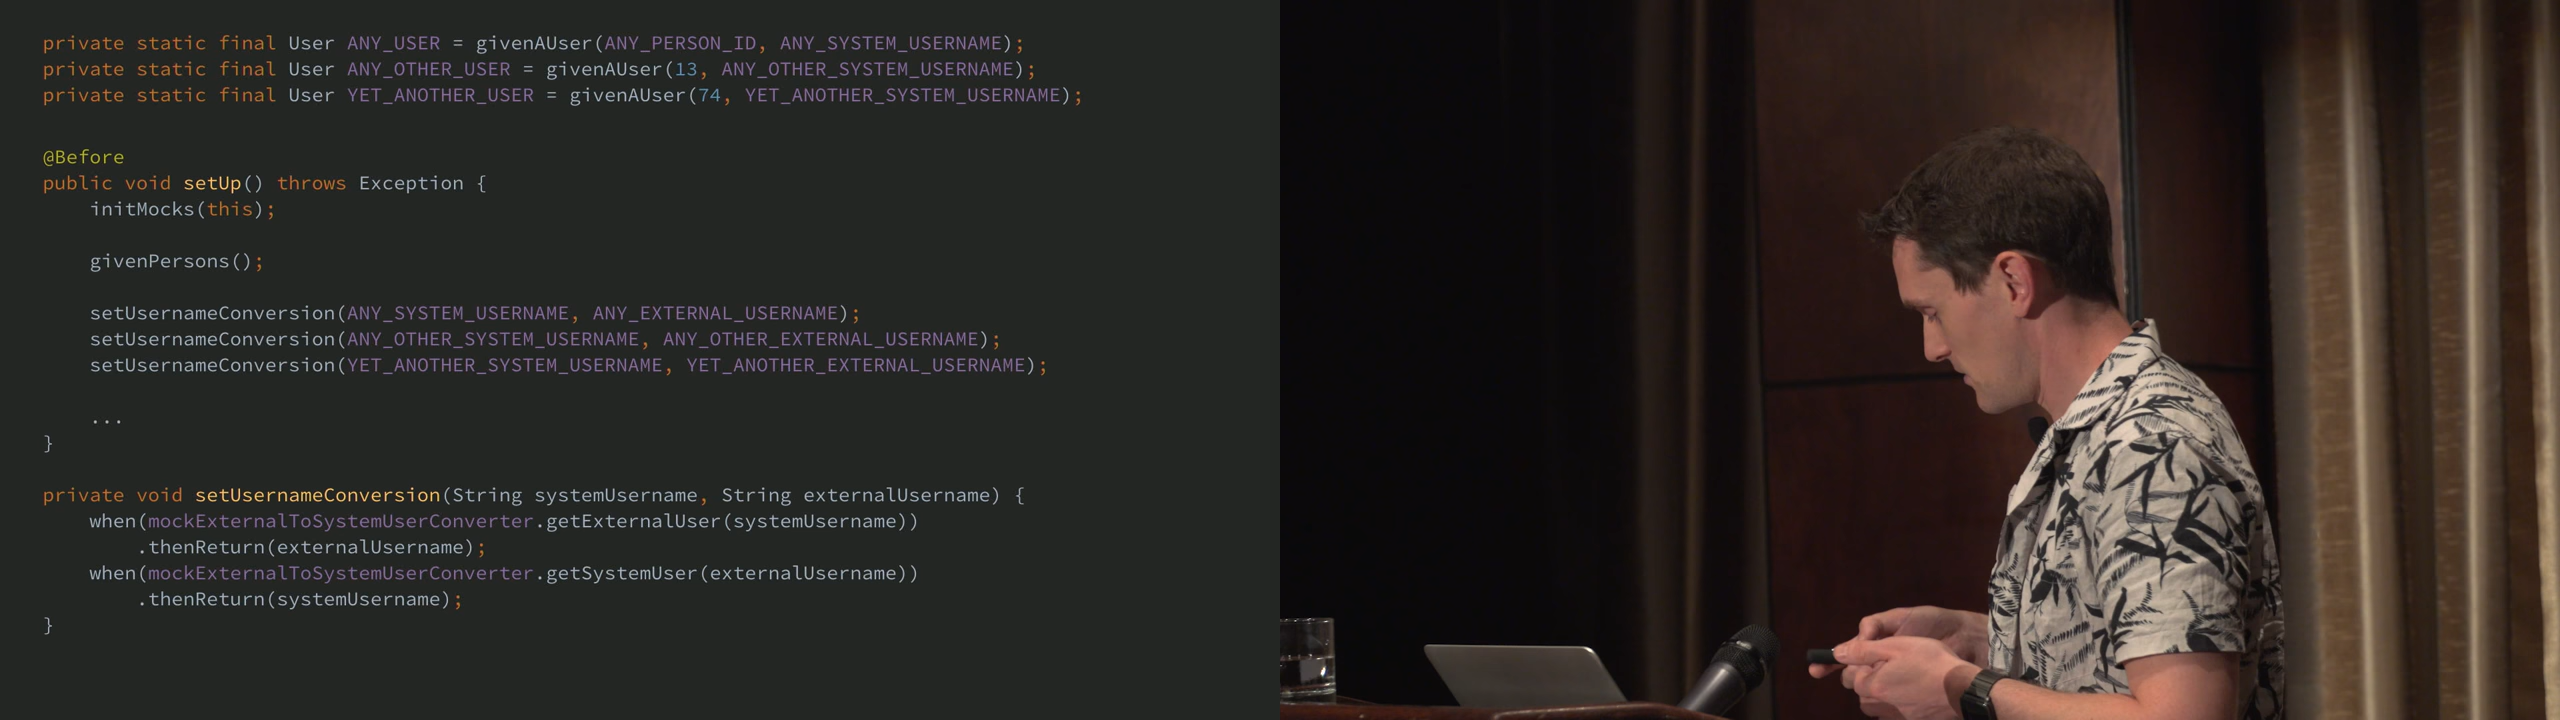 private static final User ANY_USER = givenAUser(ANY_PERSON_ID, ANY_SYSTEM_USERNAME);
private static final User ANY_OTHER_USER = givenAUser(13, ANY_OTHER_SYSTEM_USERNAME);
private static final User YET_ANOTHER_USER = givenAUser(74, YET_ANOTHER_SYSTEM_USERNAME);
@Before
public void setUp() throws Exception {
initMocks(this);
givenPersons();
setUsernameConversion(ANY_SYSTEM_USERNAME, ANY_EXTERNAL_USERNAME);
setUsernameConversion(ANY_OTHER_SYSTEM_USERNAME, ANY_OTHER_EXTERNAL_USERNAME);
setUsernameConversion(YET_ANOTHER_SYSTEM_USERNAME, YET_ANOTHER_EXTERNAL_USERNAME);
...
}
private void setUsernameConversion(String systemUsername, String externalUsername) {
when(mockExternalToSystemUserConverter.getExternalUser(systemUsername))
.thenReturn(externalUsername);
when(mockExternalToSystemUserConverter.getSystemUser(externalUsername))
.thenReturn(systemUsername);
}